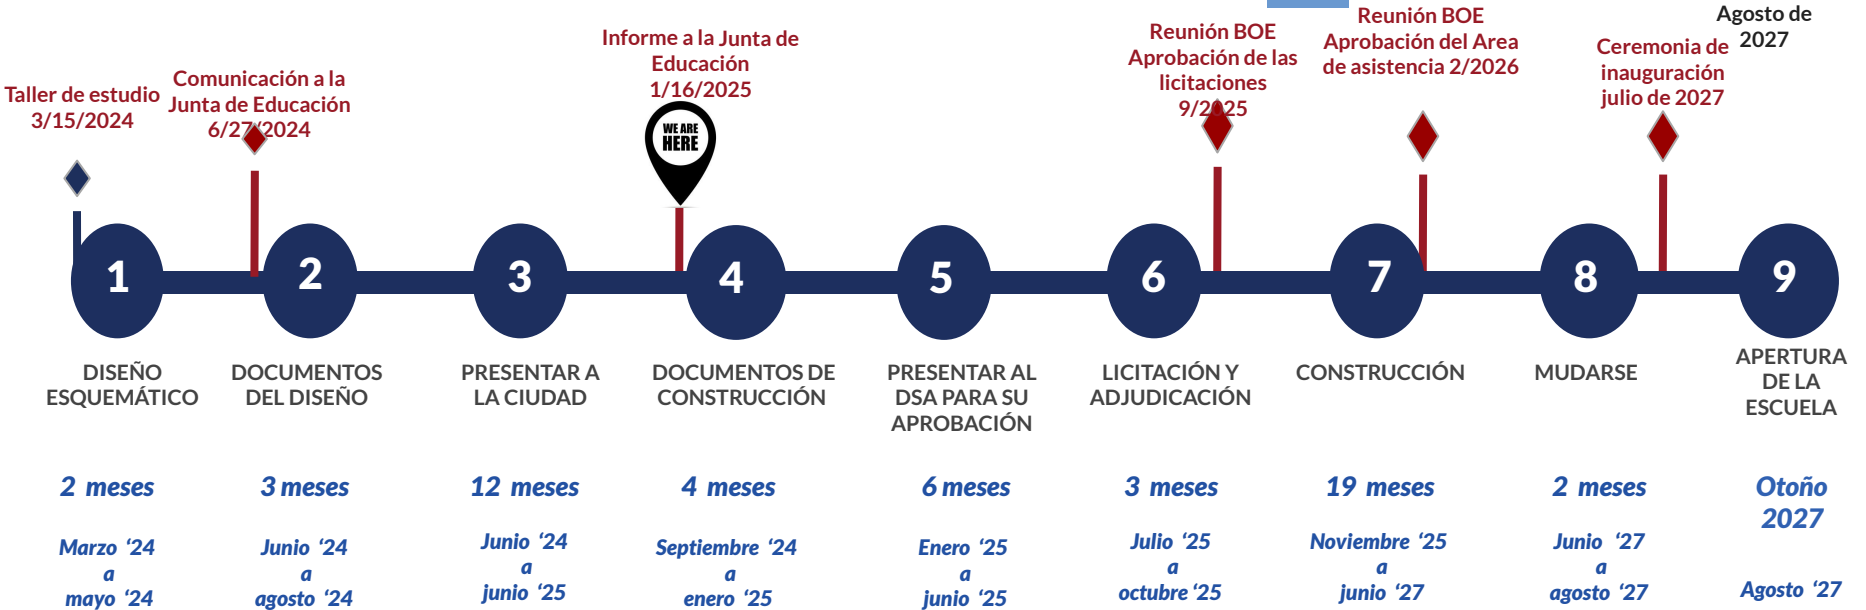 Taller de estudio
3/15/2024
Comunicación a la
Junta de Educación
6/27/2024
Informe a la Junta de
Educación
1/16/2025
WE ARE
HERE
Reunión BOE
Aprobación de las
licitaciones
9/2025
Reunión BOE
Aprobación del Area
de asistencia 2/2026
Ceremonia de
inauguración
julio de 2027
Agosto de
2027
1
2
3
4
5
6
7
8
9
DISEÑO
ESQUEMÁTICO
DOCUMENTOS
DEL DISEÑO
PRESENTAR A
LA CIUDAD
DOCUMENTOS DE
CONSTRUCCIÓN
PRESENTAR AL
DSA PARA SU
APROBACIÓN
LICITACIÓN Y
ADJUDICACIÓN
CONSTRUCCIÓN
MUDARSE
APERTURA
DE LA
ESCUELA
2 meses
3 meses
12 meses
4 meses
6 meses
3 meses
19 meses
2 meses
Otoño
2027
Marzo ‘24
a
mayo ‘24
Junio ‘24
a
agosto ‘24
Junio ‘24
a
junio ‘25
Septiembre ‘24
a
enero ‘25
Enero ‘25
a
junio ‘25
Julio ‘25
a
octubre ‘25
Noviembre ‘25
a
junio ‘27
Junio ‘27
a
agosto ‘27
Agosto ‘27